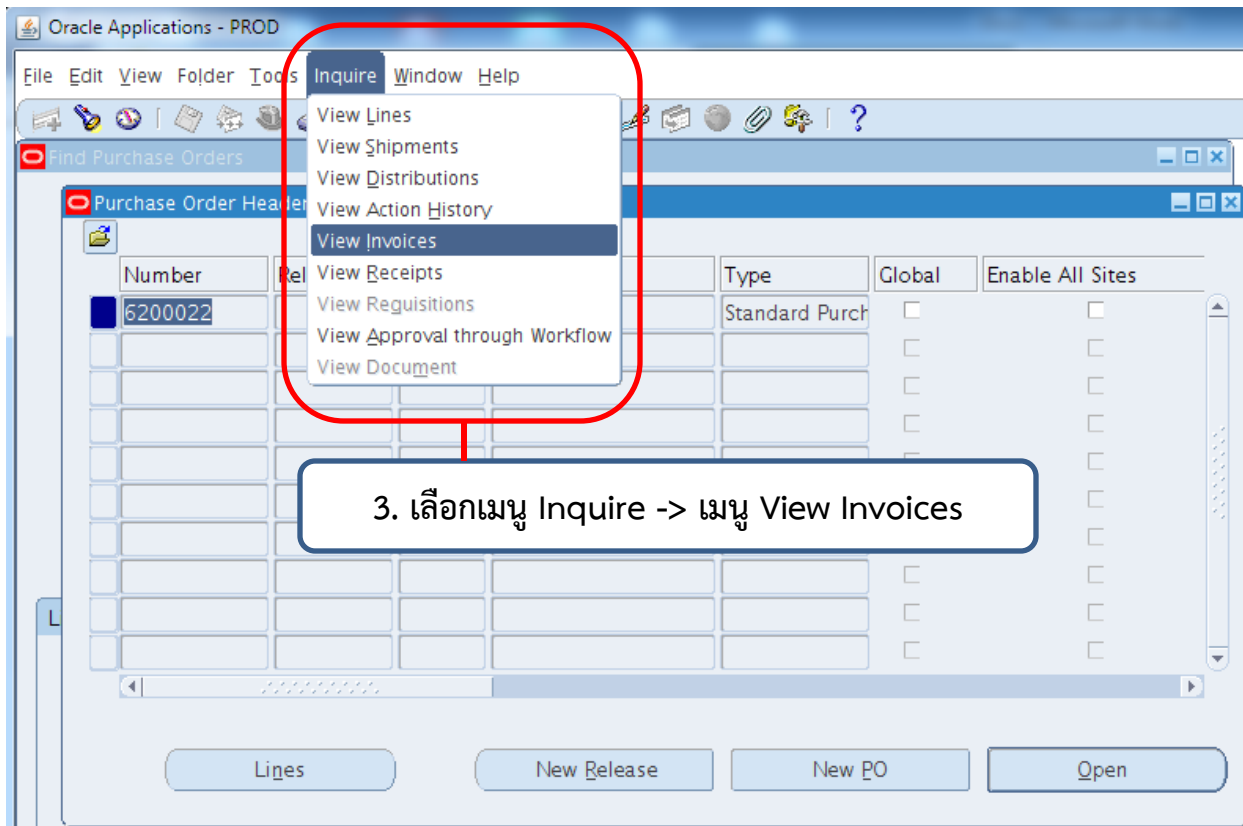 Oracle Applications - PROD
File Edit View Folder Tools Inquire Window Help
View Lines
View Shipments
View Distributions
View Action History
View Invoices
View Receipts
View Requisitions
View Approval through Workflow
View Document
Find Purchase Orders
Purchase Order Header
Number Rel Type Global Enable All Sites
6200022 Standard Purch
3. เลือกเมนู Inquire -> เมนู View Invoices
L
Lines New Release New PO Open